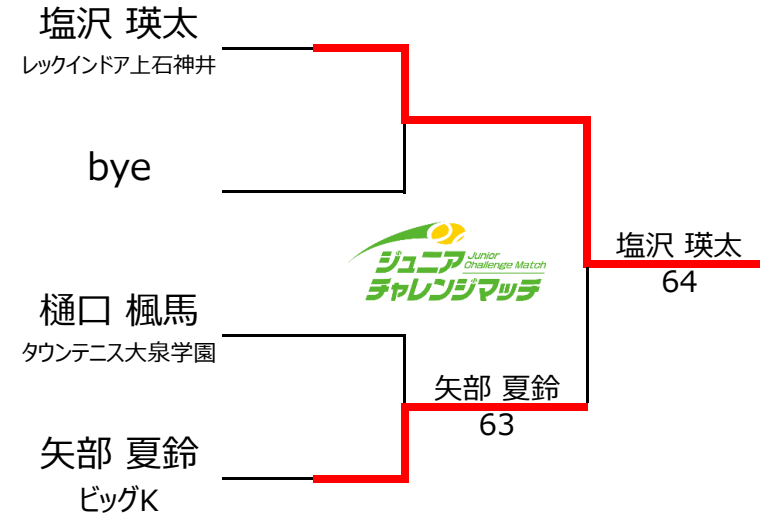 塩沢 瑛太
レックインドア上石神井
bye
ジュニア Junior Challenge Match
チャレンジマッチ
塩沢 瑛太
64
樋口 楓馬
タウンテニス大泉学園
矢部 夏鈴
63
矢部 夏鈴
ビッグK